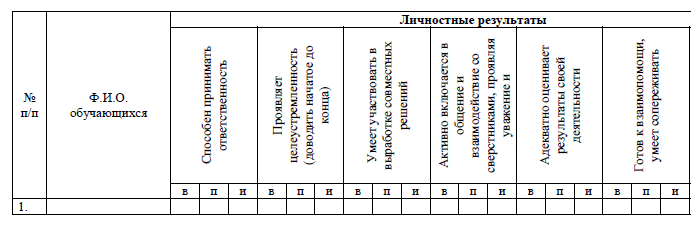 Личностные результаты
№
п/п
Ф.И.О.
обучающихся
Способен принимать
ответственность
Проявляет
целеустремленность
(доводить начатое до
конца)
Умеет участвовать в
выработке совместных
решений
Активно включается в
общение и
взаимодействие со
сверстниками, проявляя
уважение и
Адекватно оценивает
результаты своей
деятельности
Готов к взаимопомощи,
умеет сопереживать
в п и в п и в п и в п и в п и в п и
1.